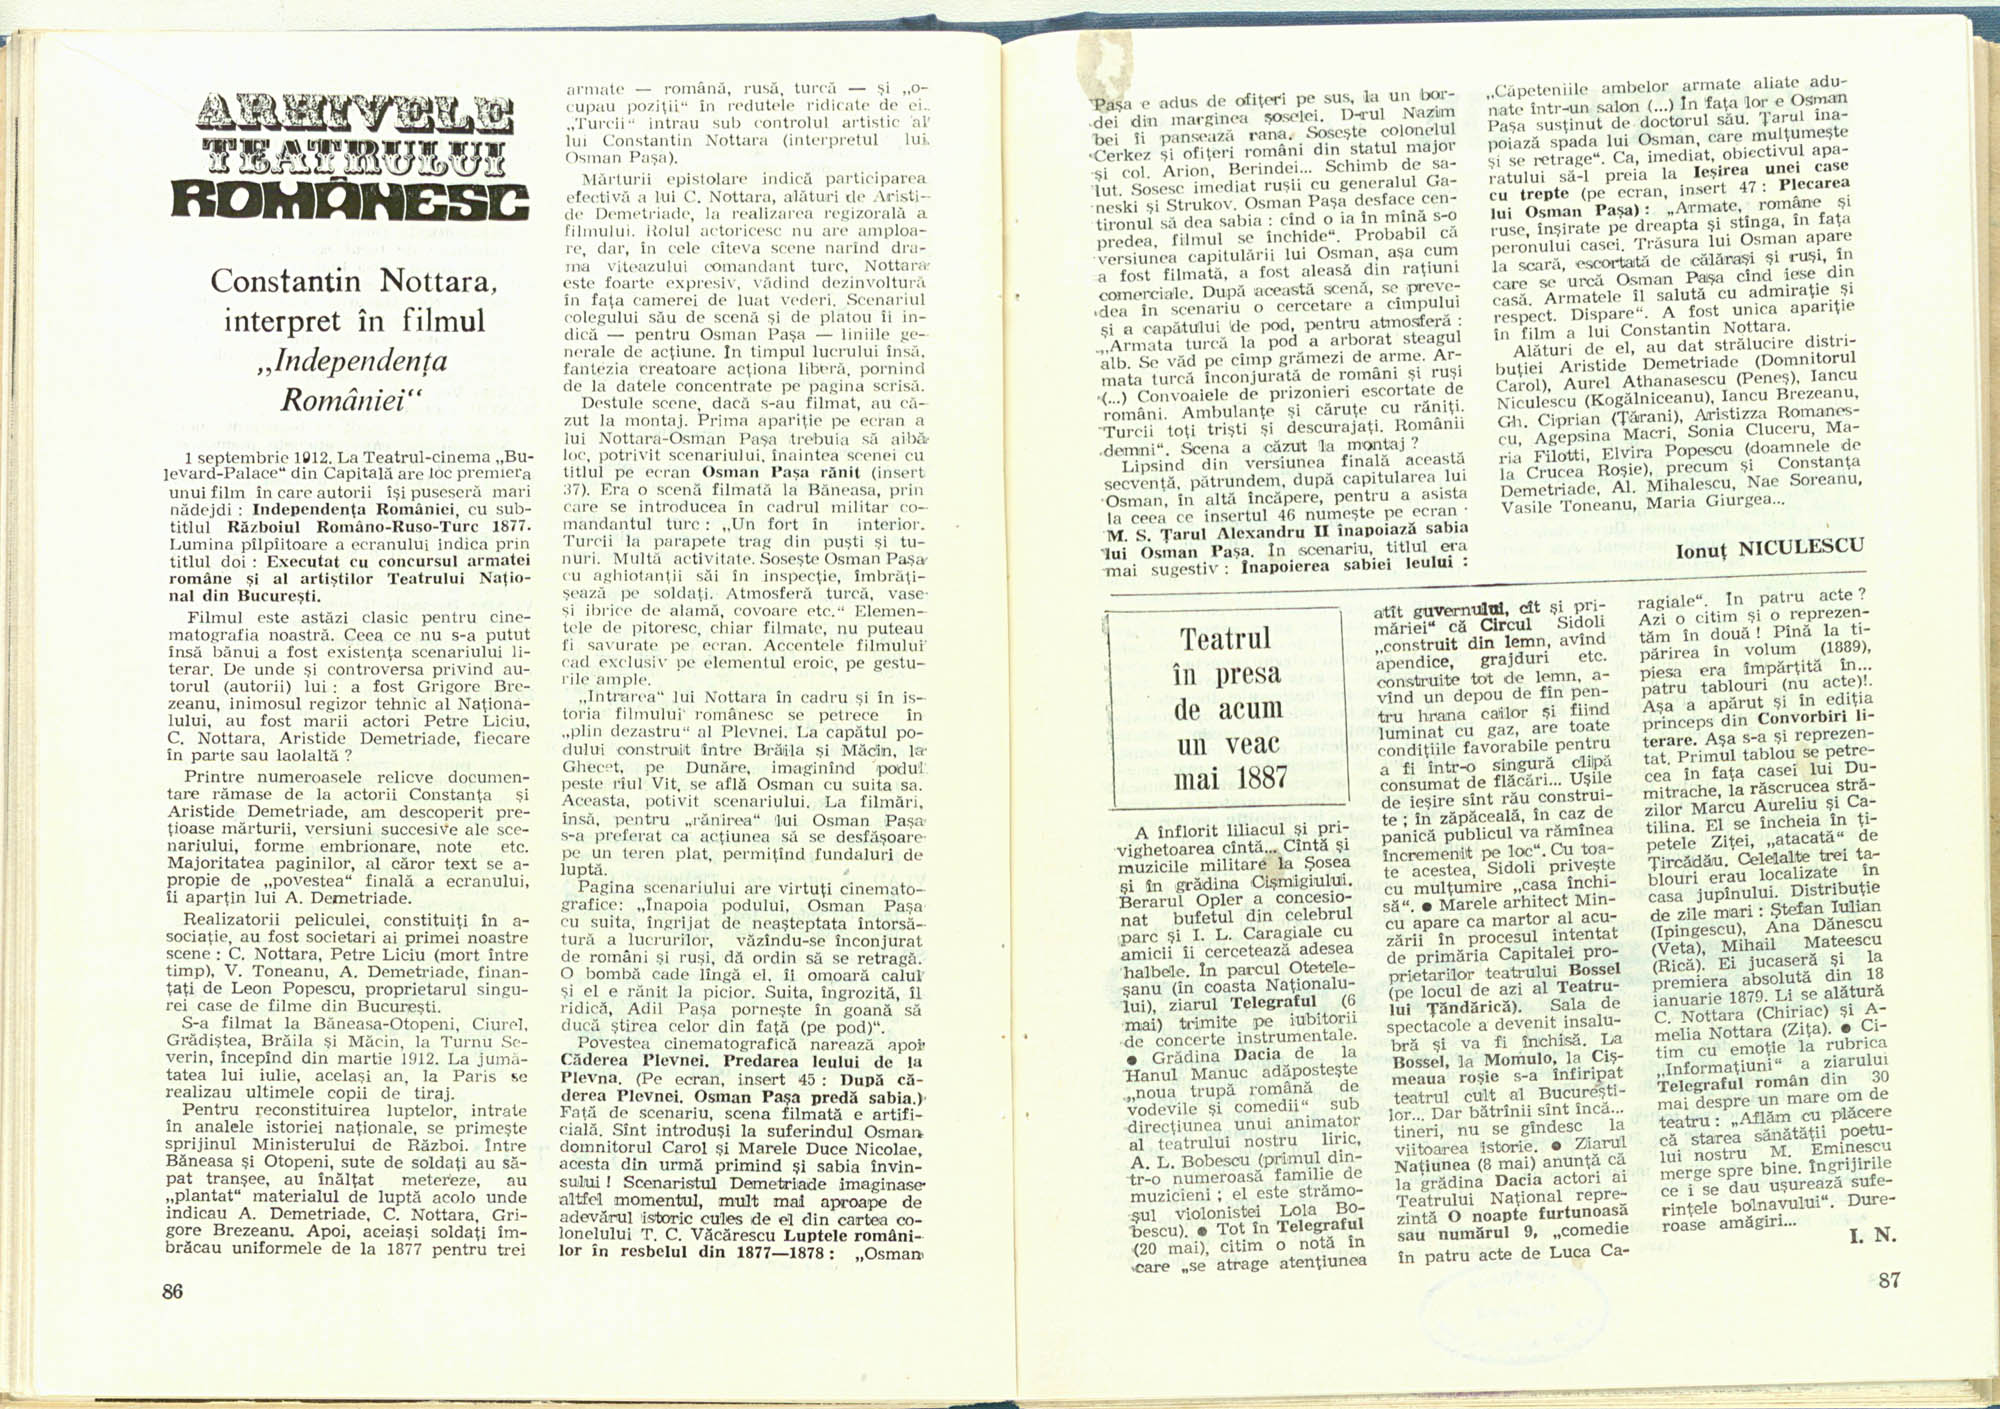 ARHIVELE
TEATRULUI
ROMÂNESC
Constantin Nottara,
interpret în filmul
„Independența
României“
1 septembrie 1912. La Teatrul-cinema „Bu-
levard-Palace“ din Capitală are loc premiera
unui film în care autorii își puseseră mari
nădejdi : Independența României, cu sub-
titlul Războiul Româno-Ruso-Turc 1877.
Lumina pîlpîitoare a ecranului indica prin
titlul doi : Executat cu concursul armatei
române și al artiștilor Teatrului Națio-
nal din București.
Filmul este astăzi clasic pentru cine-
matografia noastră. Ceea ce nu s-a putut
însă bănui a fost existența scenariului li-
terar. De unde și controversa privind au-
torul (autorii) lui : a fost Grigore Bre-
zeanu, inimosul regizor tehnic al Naționa-
lului, au fost marii actori Petre Liciu,
C. Nottara, Aristide Demetriade, fiecare
în parte sau laolaltă ?
Printre numeroasele relicve documen-
tare rămase de la actorii Constanța și
Aristide Demetriade, am descoperit pre-
țioase mărturii, versiuni succesive ale sce-
nariului, forme embrionare, note etc.
Majoritatea paginilor, al căror text se a-
propie de „povestea“ finală a ecranului,
îi aparțin lui A. Demetriade.
Realizatorii peliculei, constituiți în a-
sociație, au fost societari ai primei noastre
scene : C. Nottara, Petre Liciu (mort între
timp), V. Toneanu, A. Demetriade, finan-
țați de Leon Popescu, proprietarul singu-
rei case de filme din București.
S-a filmat la Băneasa-Otopeni, Ciurel,
Grădiștea, Brăila și Măcin, la Turnu Se-
verin, începînd din martie 1912. La jumă-
tatea lui iulie, același an, la Paris se
realizau ultimele copii de tiraj.
Pentru reconstituirea luptelor, intrate
în analele istoriei naționale, se primește
sprijinul Ministerului de Război. Între
Băneasa și Otopeni, sute de soldați au să-
pat tranșee, au înălțat metereze, au
„plantat“ materialul de luptă acolo unde
indicau A. Demetriade, C. Nottara, Gri-
gore Brezeanu. Apoi, aceiași soldați îm-
brăcau uniformele de la 1877 pentru trei
86
armate — română, rusă, turcă — și „o-
cupau poziții“ în redutele ridicate de ei.
„Turcii“ intrau sub controlul artistic al
lui Constantin Nottara (interpretul lui
Osman Pașa).
Mărturii epistolare indică participarea
efectivă a lui C. Nottara, alături de Aristi-
de Demetriade, la realizarea regizorală a
filmului. Rolul actoricesc nu are amploa-
re, dar, în cele cîteva scene narînd dra-
ma viteazului comandant turc, Nottara
este foarte expresiv, vădind dezinvoltură
în fața camerei de luat vederi. Scenariul
colegului său de scenă și de platou îi in-
dică — pentru Osman Pașa — liniile ge-
nerale de acțiune. În timpul lucrului însă,
fantezia creatoare acționa liberă, pornind
de la datele concentrate pe pagina scrisă.
Destule scene, dacă s-au filmat, au că-
zut la montaj. Prima apariție pe ecran a
lui Nottara-Osman Pașa trebuia să aibă
loc, potrivit scenariului, înaintea scenei cu
titlul pe ecran Osman Pașa rănit (insert
37). Era o scenă filmată la Băneasa, prin
care se introducea în cadrul militar co-
mandantul turc : „Un fort în interior.
Turcii la parapete trag din puști și tu-
nuri. Multă activitate. Sosește Osman Pașa
cu aghiotanții săi în inspecție, îmbrăți-
șează pe soldați. Atmosferă turcă, vase
și ibrice de alamă, covoare etc.“ Elemen-
tele de pitoresc, chiar filmate, nu puteau
fi savurate pe ecran. Accentele filmului
cad exclusiv pe elementul eroic, pe gestu-
rile ample.
„Intrarea“ lui Nottara în cadru și în is-
toria filmului românesc se petrece în
„plin dezastru“ al Plevnei. La capătul po-
dului construit între Brăila și Măcin, la
Ghecet, pe Dunăre, imaginînd podul
peste rîul Vit, se află Osman cu suita sa.
Aceasta, potivit scenariului. La filmări,
însă, pentru „rănirea“ lui Osman Pașa
s-a preferat ca acțiunea să se desfășoare
pe un teren plat, permițînd fundaluri de
luptă.
Pagina scenariului are virtuți cinemato-
grafice: „Înapoia podului, Osman Pașa
cu suita, îngrijat de neașteptata întorsă-
tură a lucrurilor, văzîndu-se înconjurat
de români și ruși, dă ordin să se retragă.
O bombă cade lîngă el, îi omoară calul
și el e rănit la picior. Suita, îngrozită, îl
ridică, Adil Pașa pornește în goană să
ducă știrea celor din față (pe pod)“.
Povestea cinematografică narează apoi
Căderea Plevnei. Predarea leului de la
Plevna. (Pe ecran, insert 45 : După că-
derea Plevnei. Osman Pașa predă sabia.)
Față de scenariu, scena filmată e artifi-
cială. Sînt introduși la suferindul Osman
domnitorul Carol și Marele Duce Nicolae,
acesta din urmă primind și sabia învin-
sului ! Scenaristul Demetriade imaginase
altfel momentul, mult mai aproape de
adevărul istoric cules de el din cartea co-
lonelului T. C. Văcărescu Luptele români-
lor în resbelul din 1877—1878 : „Osman
Pașa e adus de ofițeri pe sus, la un bor-
dei din marginea șoselei. D-rul Nazim
bei îi pansează rana. Sosește colonelul
Cerkez și ofițeri români din statul major
și col. Arion, Berindei... Schimb de sa-
lut. Sosesc imediat rușii cu generalul Ga-
neski și Strukov. Osman Pașa desface cen-
tironul să dea sabia : cînd o ia în mînă s-o
predea, filmul se închide“. Probabil că
versiunea capitulării lui Osman, așa cum
a fost filmată, a fost aleasă din rațiuni
comerciale. După această scenă, se preve-
dea în scenariu o cercetare a cîmpului
și a capătului de pod, pentru atmosferă :
„Armata turcă la pod a arborat steagul
alb. Se văd pe cîmp grămezi de arme. Ar-
mata turcă înconjurată de români și ruși
(...) Convoaiele de prizonieri escortate de
români. Ambulanțe și căruțe cu răniți.
Turcii toți triști și descurajați. Românii
demni“. Scena a căzut la montaj ?
Lipsind din versiunea finală această
secvență, pătrundem, după capitularea lui
Osman, în altă încăpere, pentru a asista
la ceea ce insertul 46 numește pe ecran
M. S. Țarul Alexandru II înapoiază sabia
lui Osman Pașa. În scenariu, titlul era
mai sugestiv : Înapoierea sabiei leului :
„Căpeteniile ambelor armate aliate adu-
nate într-un salon (...) În fața lor e Osman
Pașa susținut de doctorul său. Țarul îna-
poiază spada lui Osman, care mulțumește
și se retrage“. Ca, imediat, obiectivul apa-
ratului să-l preia la Ieșirea unei case
cu trepte (pe ecran, insert 47 : Plecarea
lui Osman Pașa) : „Armate, române și
ruse, înșirate pe dreapta și stînga, în fața
peronului casei. Trăsura lui Osman apare
la scară, escortată de călărași și ruși, în
care se urcă Osman Pașa cînd iese din
casă. Armatele îl salută cu admirație și
respect. Dispare“. A fost unica apariție
în film a lui Constantin Nottara.
Alături de el, au dat strălucire distri-
buției Aristide Demetriade (Domnitorul
Carol), Aurel Athanasescu (Peneș), Iancu
Niculescu (Kogălniceanu), Iancu Brezeanu,
Gh. Ciprian (Țărani), Aristizza Romanes-
cu, Agepsina Macri, Sonia Cluceru, Ma-
ria Filotti, Elvira Popescu (doamnele de
la Crucea Roșie), precum și Constanța
Demetriade, Al. Mihalescu, Nae Soreanu,
Vasile Toneanu, Maria Giurgea...
Ionuț NICULESCU
Teatrul
în presa
de acum
un veac
mai 1887
A înflorit liliacul și pri-
vighetoarea cîntă... Cîntă și
muzicile militare la Șosea
și în grădina Cișmigiului.
Berarul Opler a concesio-
nat bufetul din celebrul
parc și I. L. Caragiale cu
amicii îi cercetează adesea
halbele. În parcul Otetele-
șanu (în coasta Naționalu-
lui), ziarul Telegraful (6
mai) trimite pe iubitorii
de concerte instrumentale.
● Grădina Dacia de la
Hanul Manuc adăpostește
„noua trupă română de
vodevile și comedii“ sub
direcțiunea unui animator
al teatrului nostru liric,
A. L. Bobescu (primul din-
tr-o numeroasă familie de
muzicieni ; el este strămo-
șul violonistei Lola Bo-
bescu). ● Tot în Telegraful
(20 mai), citim o notă în
care „se atrage atențiunea
atît guvernului, cît și pri-
măriei“ că Circul Sidoli
„construit din lemn, avînd
apendice, grajduri etc.
construite tot de lemn, a-
vînd un depou de fîn pen-
tru hrana cailor și fiind
luminat cu gaz, are toate
condițiile favorabile pentru
a fi într-o singură clipă
consumat de flăcări... Ușile
de ieșire sînt rău construi-
te ; în zăpăceală, în caz de
panică publicul va rămînea
încremenit pe loc“. Cu toa-
te acestea, Sidoli privește
cu mulțumire „casa închi-
să“. ● Marele arhitect Min-
cu apare ca martor al acu-
zării în procesul intentat
de primăria Capitalei pro-
prietarilor teatrului Bossel
(pe locul de azi al Teatru-
lui Țăndărică). Sala de
spectacole a devenit insalu-
bră și va fi închisă. La
Bossel, la Momulo, la Ciș-
meaua roșie s-a înfiripat
teatrul cult al București-
lor... Dar bătrînii sînt încă...
tineri, nu se gîndesc la
viitoarea istorie. ● Ziarul
Națiunea (8 mai) anunță că
la grădina Dacia actori ai
Teatrului Național repre-
zintă O noapte furtunoasă
sau numărul 9, „comedie
în patru acte de Luca Ca-
ragiale“. În patru acte ?
Azi o citim și o reprezen-
tăm în două ! Pînă la ti-
părirea în volum (1889),
piesa era împărțită în...
patru tablouri (nu acte)!.
Așa a apărut și în ediția
princeps din Convorbiri li-
terare. Așa s-a și reprezen-
tat. Primul tablou se petre-
cea în fața casei lui Du-
mitrache, la răscrucea stră-
zilor Marcu Aureliu și Ca-
tilina. El se încheia în ți-
petele Ziței, „atacată“ de
Țircădău. Celelalte trei ta-
blouri erau localizate în
casa jupînului. Distribuție
de zile mari : Ștefan Iulian
(Ipingescu), Ana Dănescu
(Veta), Mihail Mateescu
(Rică). Ei jucaseră și la
premiera absolută din 18
ianuarie 1879. Li se alătură
C. Nottara (Chiriac) și A-
melia Nottara (Zița). ● Ci-
tim cu emoție la rubrica
„Informațiuni“ a ziarului
Telegraful român din 30
mai despre un mare om de
teatru : „Aflăm cu plăcere
că starea sănătății poetu-
lui nostru M. Eminescu
merge spre bine. Îngrijirile
ce i se dau ușurează sufe-
rințele bolnavului“. Dure-
roase amăgiri...
I. N.
87